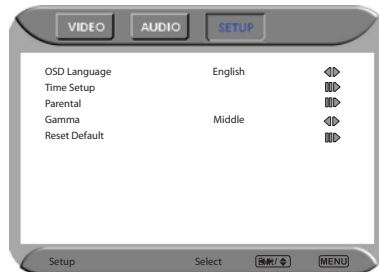 VIDEO AUDIO SETUP
OSD Language English
Time Setup
Parental
Gamma Middle
Reset Default
Setup Select MENU